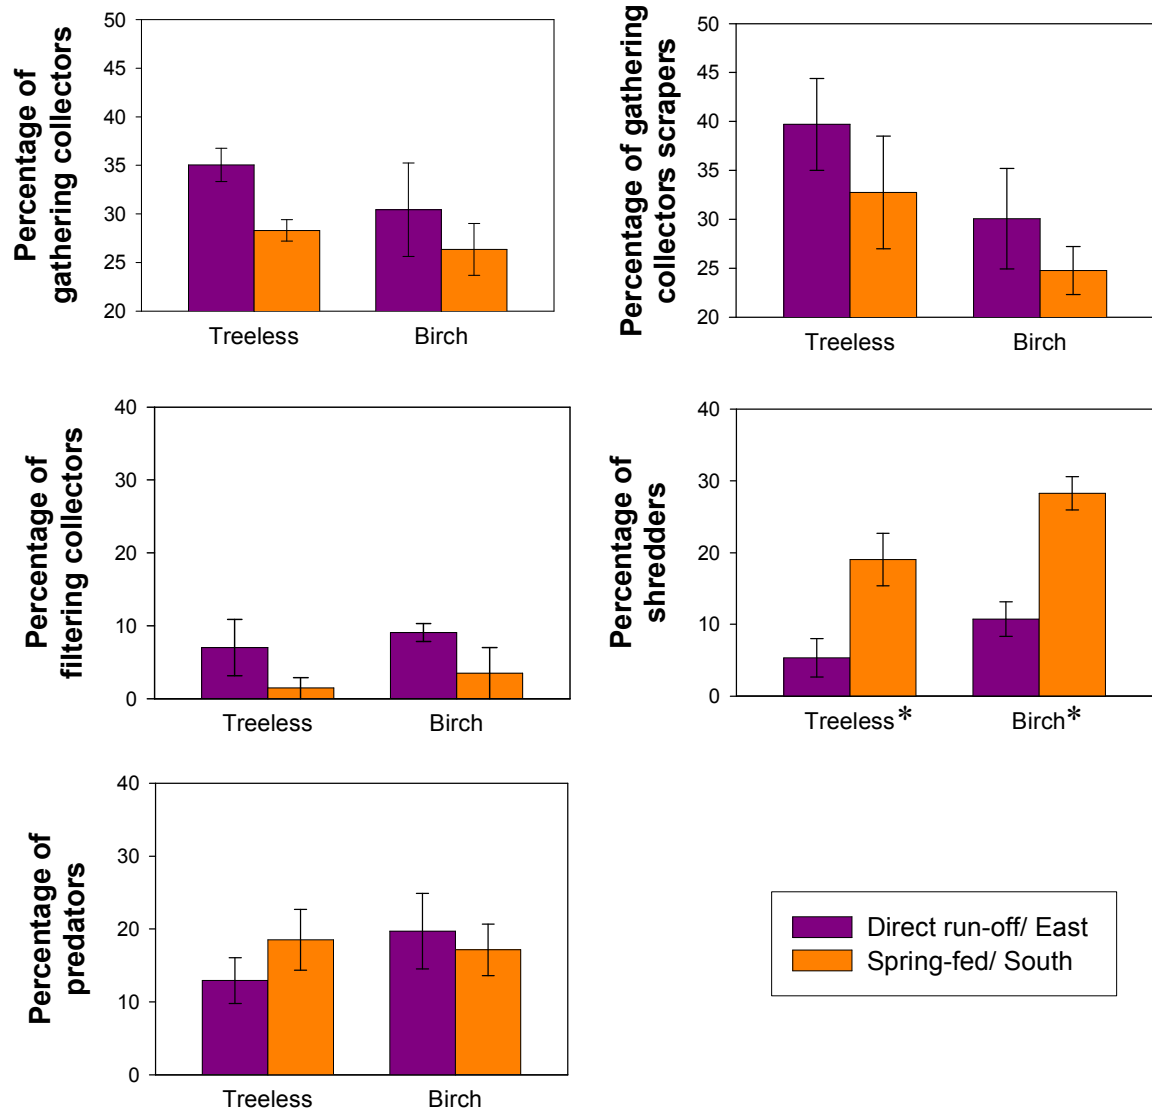 Percentage of
gathering collectors
50
45
40
35
30
25
20
Treeless
Birch
Percentage of gathering
collectors scrapers
50
45
40
35
30
25
20
Treeless
Birch
Percentage of
filtering collectors
40
30
20
10
0
Treeless
Birch
Percentage of
shredders
40
30
20
10
0
Treeless*
Birch*
Percentage of
predators
40
30
20
10
0
Treeless
Birch
Direct run-off/ East
Spring-fed/ South